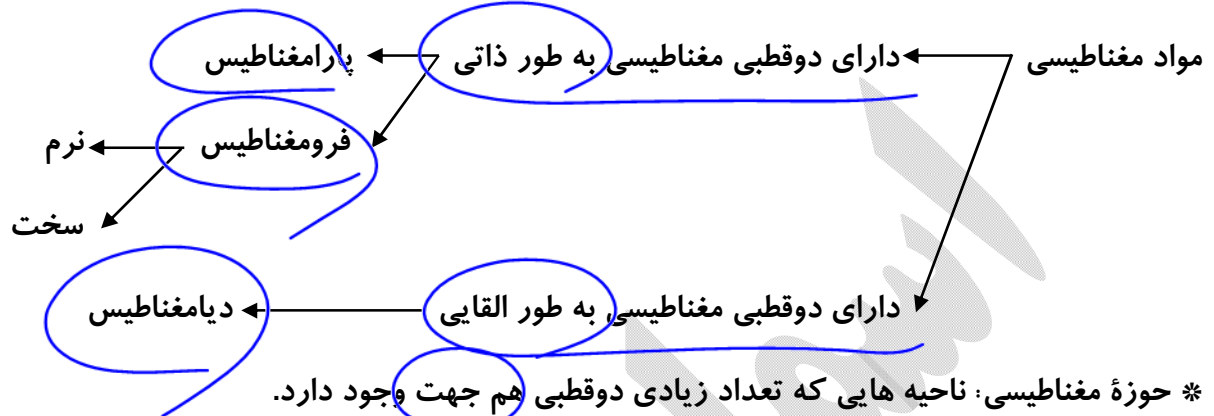 مواد مغناطیسی دارای دوقطبی مغناطیسی به طور ذاتی پارامغناطیس
فرومغناطیس نرم
سخت
دارای دوقطبی مغناطیسی به طور القایی دیامغناطیس
* حوزۀ مغناطیسی: ناحیه هایی که تعداد زیادی دوقطبی هم جهت وجود دارد.